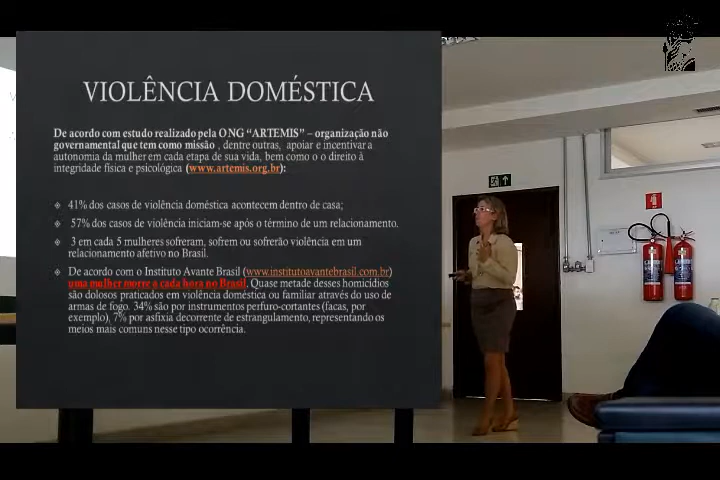 VIOLÊNCIA DOMÉSTICA
De acordo com estudo realizado pela ONG “ARTEMIS” – organização não
governamental que tem como missão , dentre outras, apoiar e incentivar a
autonomia da mulher em cada etapa de sua vida, bem como o o direito à
integridade física e psicológica (www.artemis.org.br):
41% dos casos de violência doméstica acontecem dentro de casa;
57% dos casos de violência iniciam-se após o término de um relacionamento.
3 em cada 5 mulheres sofreram, sofrem ou sofrerão violência em um
relacionamento afetivo no Brasil.
De acordo com o Instituto Avante Brasil (www.institutoavantebrasil.com.br)
uma mulher morre a cada hora no Brasil. Quase metade desses homicídios
são dolosos praticados em violência doméstica ou familiar através do uso de
armas de fogo. 34% são por instrumentos perfuro-cortantes (facas, por
exemplo), 7% por asfixia decorrente de estrangulamento, representando os
meios mais comuns nesse tipo ocorrência.